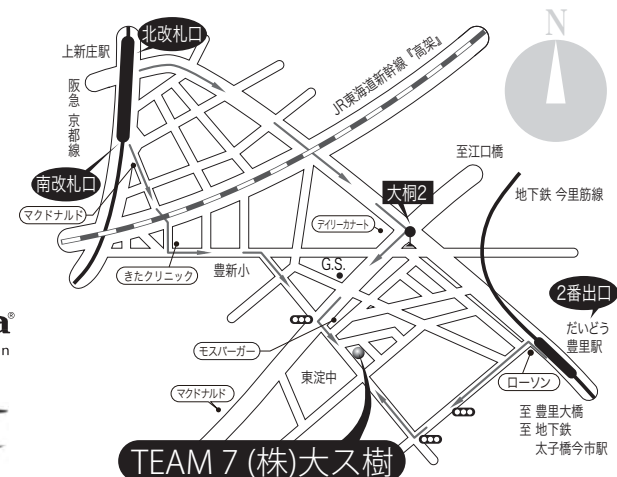 北改札口
上新庄駅
阪急 京都線
JR東海道新幹線『高架』
N
至江口橋
南改札口
マクドナルド
大桐2
地下鉄 今里筋線
デイリーカナート
きたクリニック
豊新小
G.S.
2番出口
だいどう
豊里駅
モスバーガー
東淀中
マクドナルド
ローソン
至 豊里大橋
至 地下鉄
太子橋今市駅
TEAM 7 (株)大ス樹
a®
n